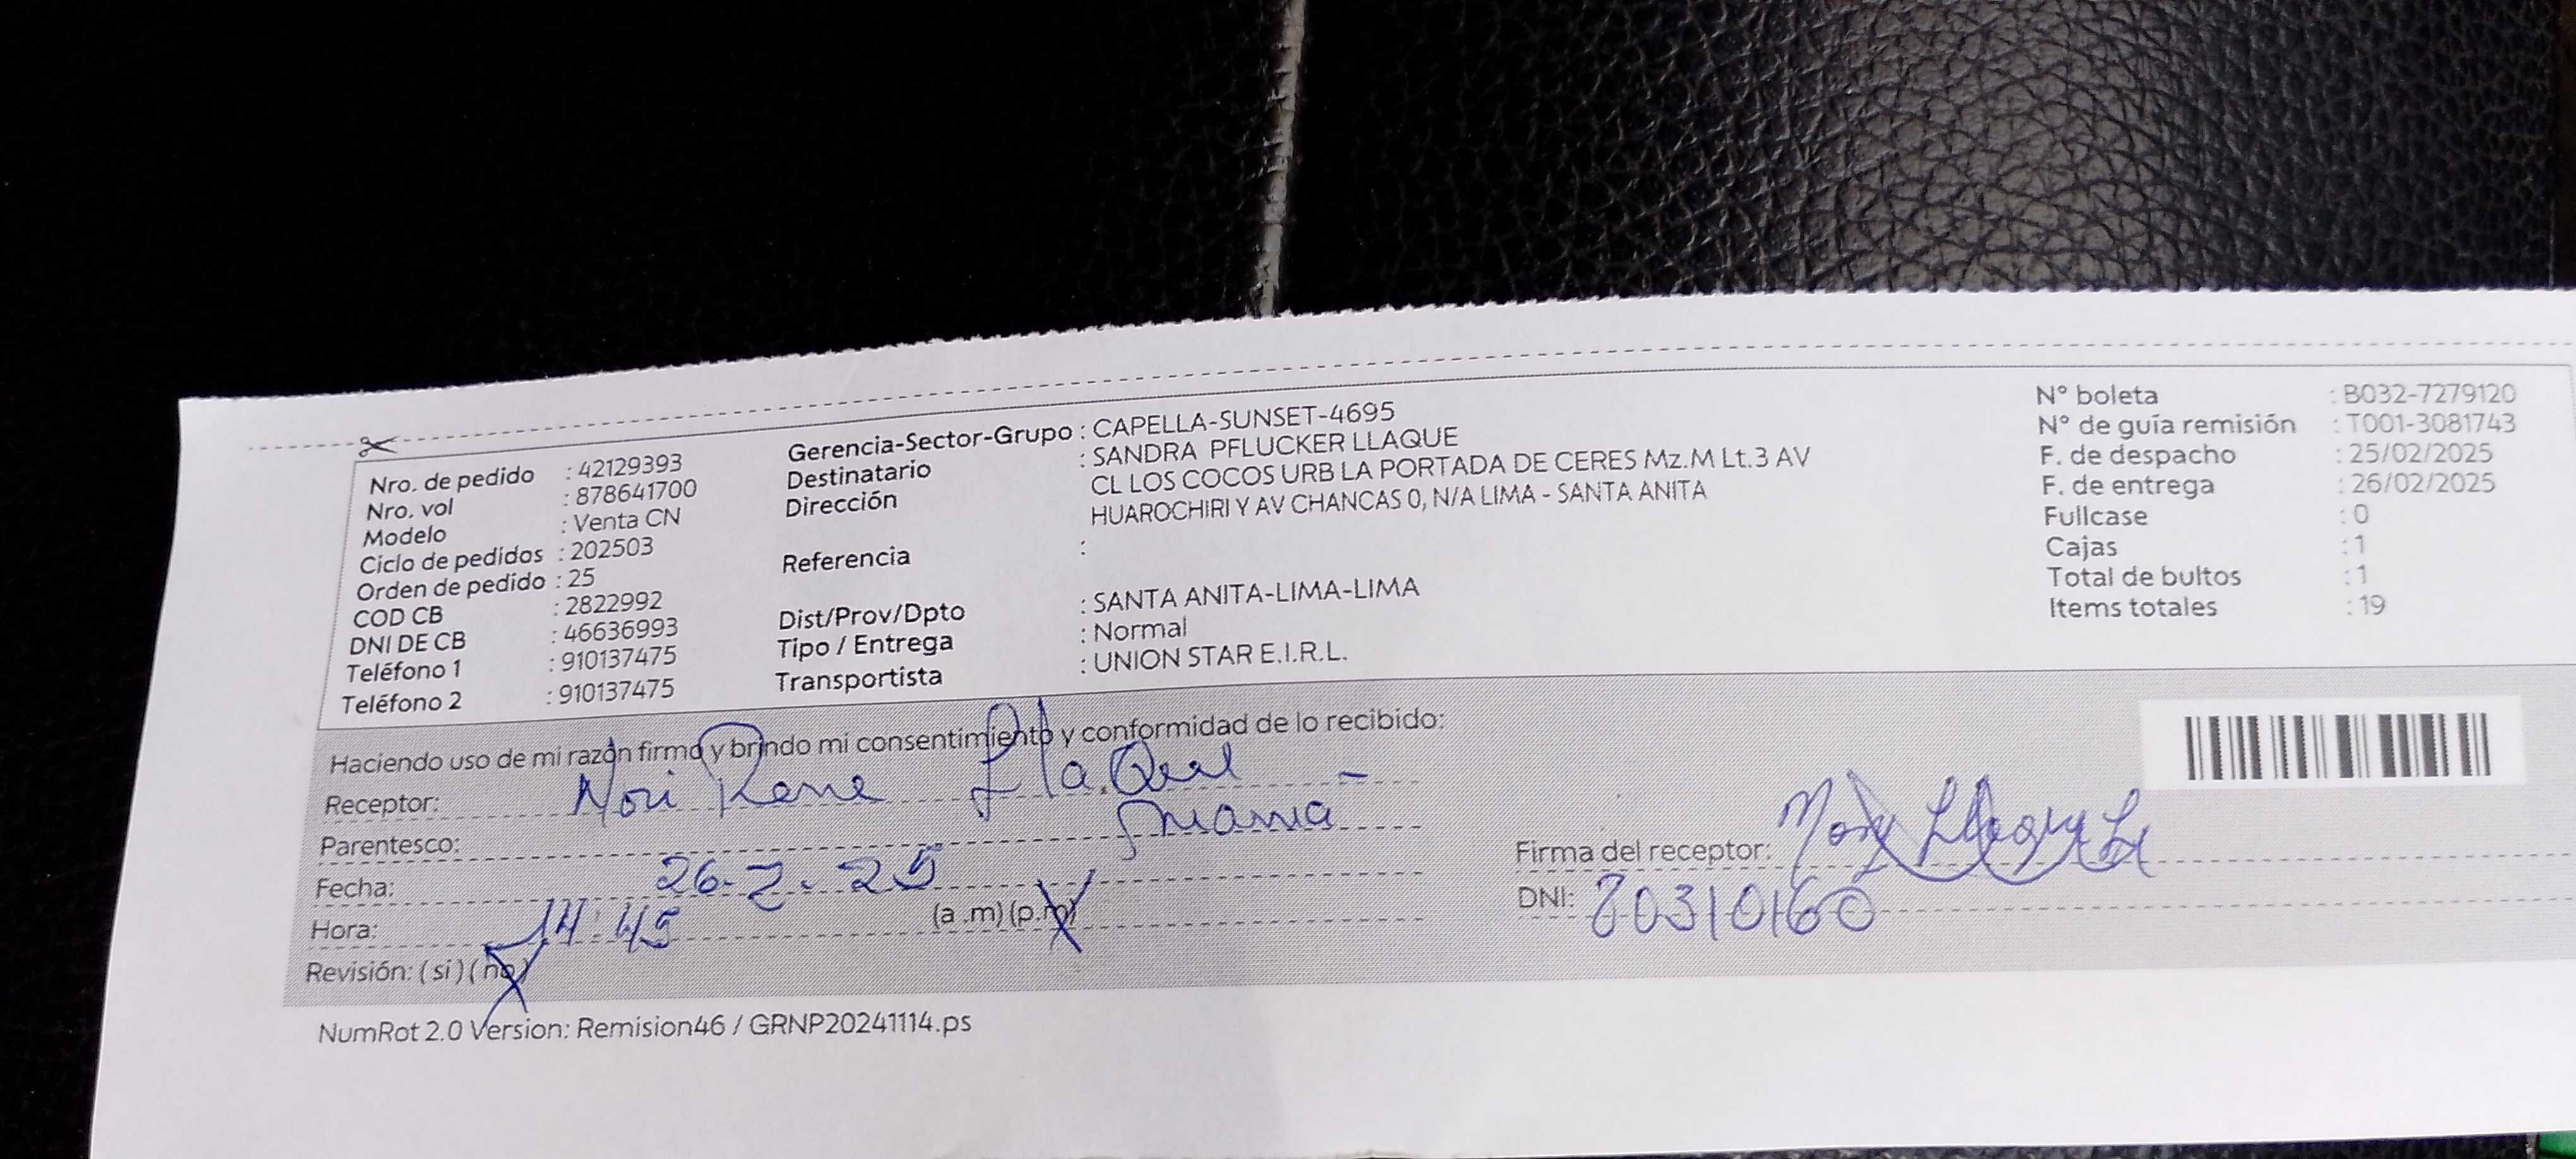 Nro. de pedido : 42129393
Nro. vol : 878641700
Modelo : Venta CN
Ciclo de pedidos : 202503
Orden de pedido : 25
COD CB : 2822992
DNI DE CB : 46636993
Teléfono 1 : 910137475
Teléfono 2 : 910137475
Gerencia-Sector-Grupo : CAPELLA-SUNSET-4695
Destinatario : SANDRA PFLUCKER LLAQUE
Dirección CL LOS COCOS URB LA PORTADA DE CERES Mz.M Lt.3 AV
HUAROCHIRI Y AV CHANCAS 0, N/A LIMA - SANTA ANITA
Referencia :
Dist/Prov/Dpto : SANTA ANITA-LIMA-LIMA
Tipo / Entrega : Normal
Transportista : UNION STAR E.I.R.L.
N° boleta : B032-7279120
N° de guía remisión : T001-3081743
F. de despacho : 25/02/2025
F. de entrega : 26/02/2025
Fullcase : 0
Cajas : 1
Total de bultos : 1
Items totales : 19
Haciendo uso de mi razón firmo y brindo mi consentimiento y conformidad de lo recibido:
Receptor: Nori Rene
Parentesco: mama
Fecha: 26-2-25
Hora: 14:45 (a.m) (p.m)
Revisión: (si) (no)
Firma del receptor:
DNI: 80310160
NumRot 2.0 Version: Remision46 / GRNP20241114.ps